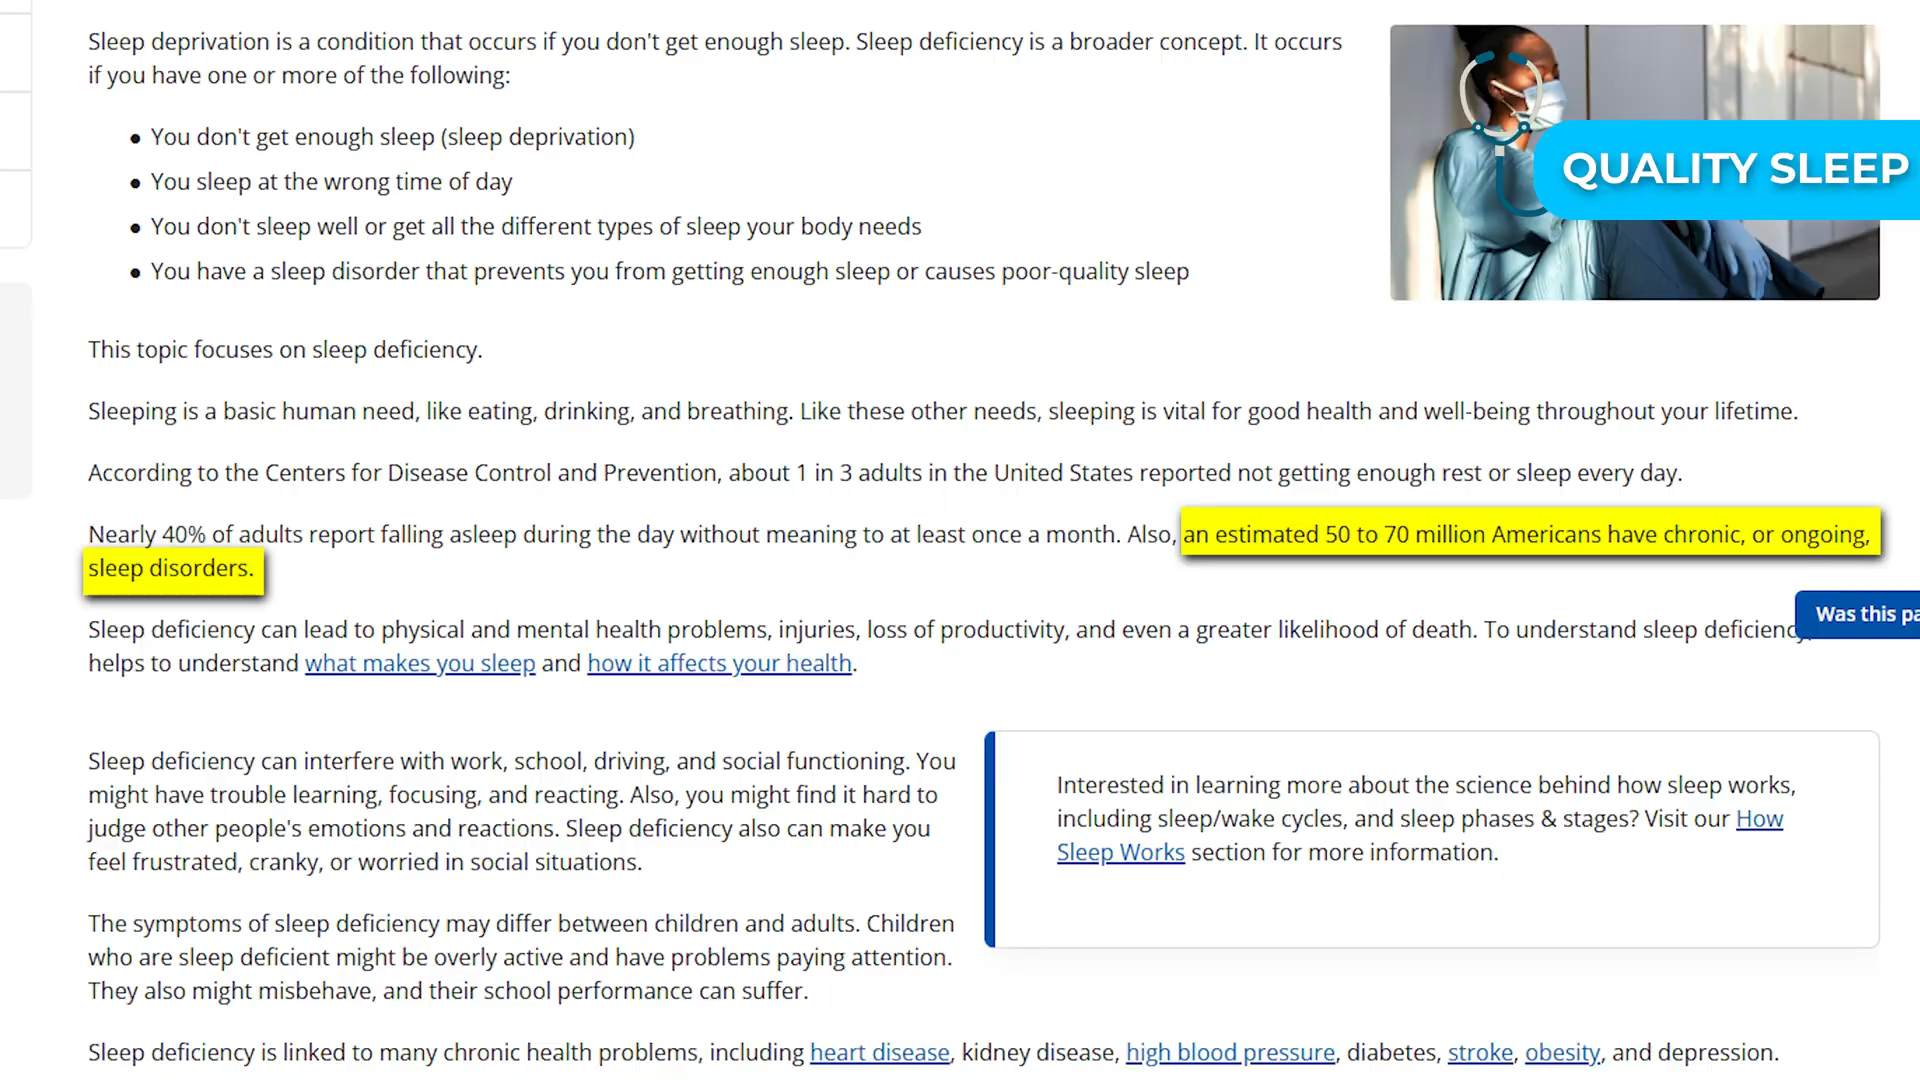 Sleep deprivation is a condition that occurs if you don't get enough sleep. Sleep deficiency is a broader concept. It occurs
if you have one or more of the following:
• You don't get enough sleep (sleep deprivation)
• You sleep at the wrong time of day
• You don't sleep well or get all the different types of sleep your body needs
• You have a sleep disorder that prevents you from getting enough sleep or causes poor-quality sleep
QUALITY SLEEP
This topic focuses on sleep deficiency.
Sleeping is a basic human need, like eating, drinking, and breathing. Like these other needs, sleeping is vital for good health and well-being throughout your lifetime.
According to the Centers for Disease Control and Prevention, about 1 in 3 adults in the United States reported not getting enough rest or sleep every day.
Nearly 40% of adults report falling asleep during the day without meaning to at least once a month. Also, an estimated 50 to 70 million Americans have chronic, or ongoing,
sleep disorders.
Was this pa
Sleep deficiency can lead to physical and mental health problems, injuries, loss of productivity, and even a greater likelihood of death. To understand sleep deficiency,
helps to understand what makes you sleep and how it affects your health.
Sleep deficiency can interfere with work, school, driving, and social functioning. You
might have trouble learning, focusing, and reacting. Also, you might find it hard to
judge other people's emotions and reactions. Sleep deficiency also can make you
feel frustrated, cranky, or worried in social situations.
The symptoms of sleep deficiency may differ between children and adults. Children
who are sleep deficient might be overly active and have problems paying attention.
They also might misbehave, and their school performance can suffer.
Interested in learning more about the science behind how sleep works,
including sleep/wake cycles, and sleep phases & stages? Visit our How
Sleep Works section for more information.
Sleep deficiency is linked to many chronic health problems, including heart disease, kidney disease, high blood pressure, diabetes, stroke, obesity, and depression.